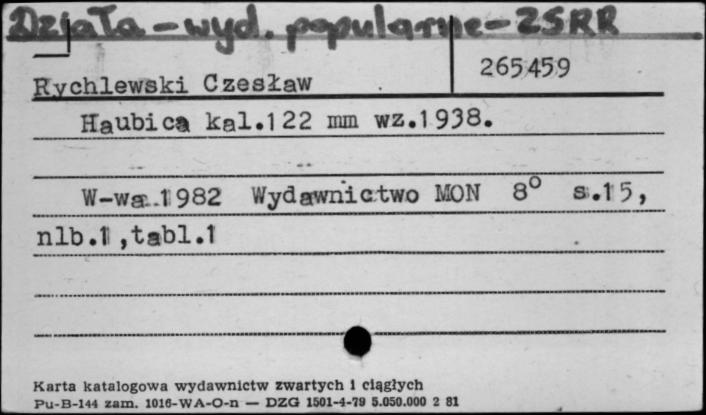 Działa - wyd. popularne - ZSRR
265459
Rychlewski Czesław
Haubica kal.122 mm wz.1938.
W-wa.1982 Wydawnictwo MON 8° s.15,
nlb.1,tabl.1
Karta katalogowa wydawnictw zwartych i ciągłych
Pu-B-144 zam. 1016-WA-O-n — DZG 1501-4-79 5.050.000 2 81